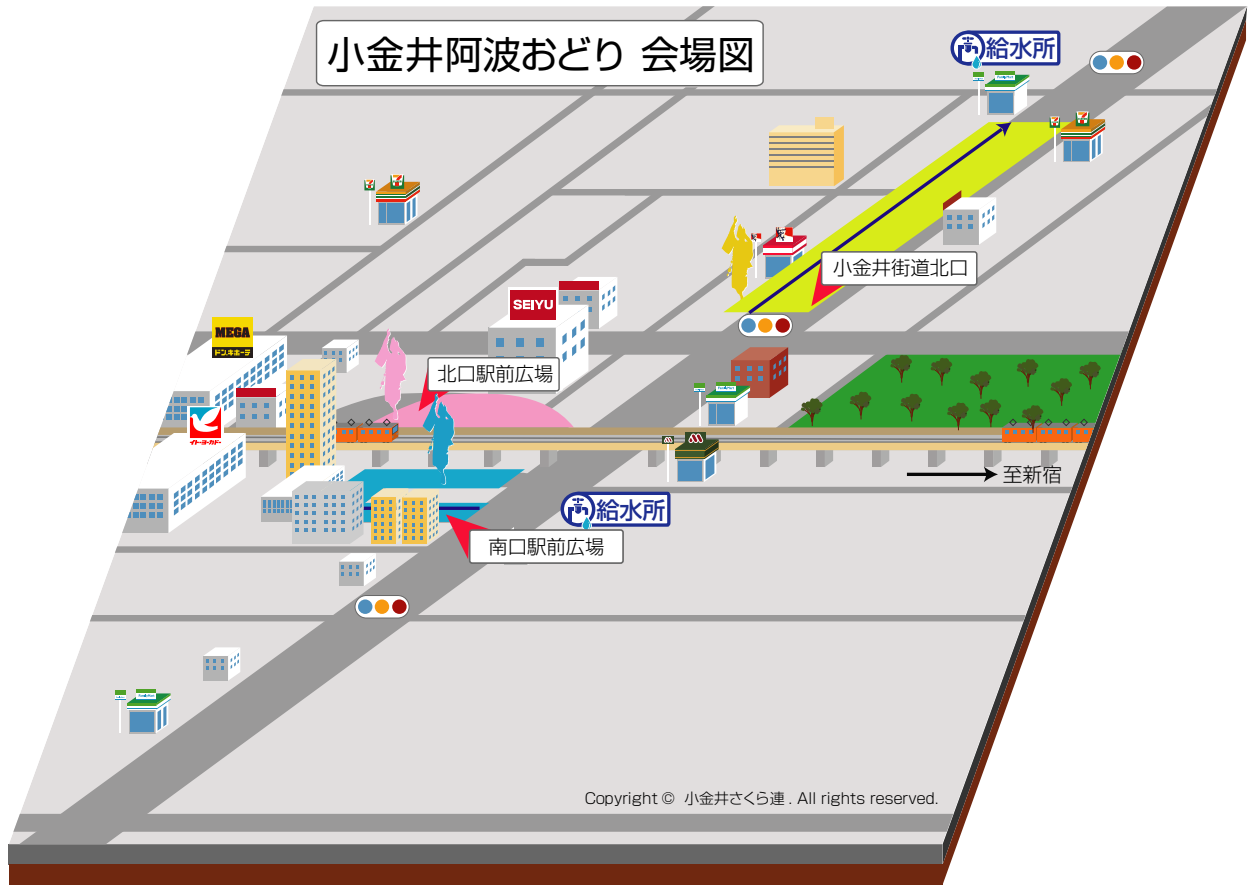 小金井阿波おどり 会場図
給水所
小金井街道北口
SEIYU
MEGA
ドン.キホーテ
北口駅前広場
イトーヨーカドー
至新宿
給水所
南口駅前広場
Copyright © 小金井さくら連 . All rights reserved.